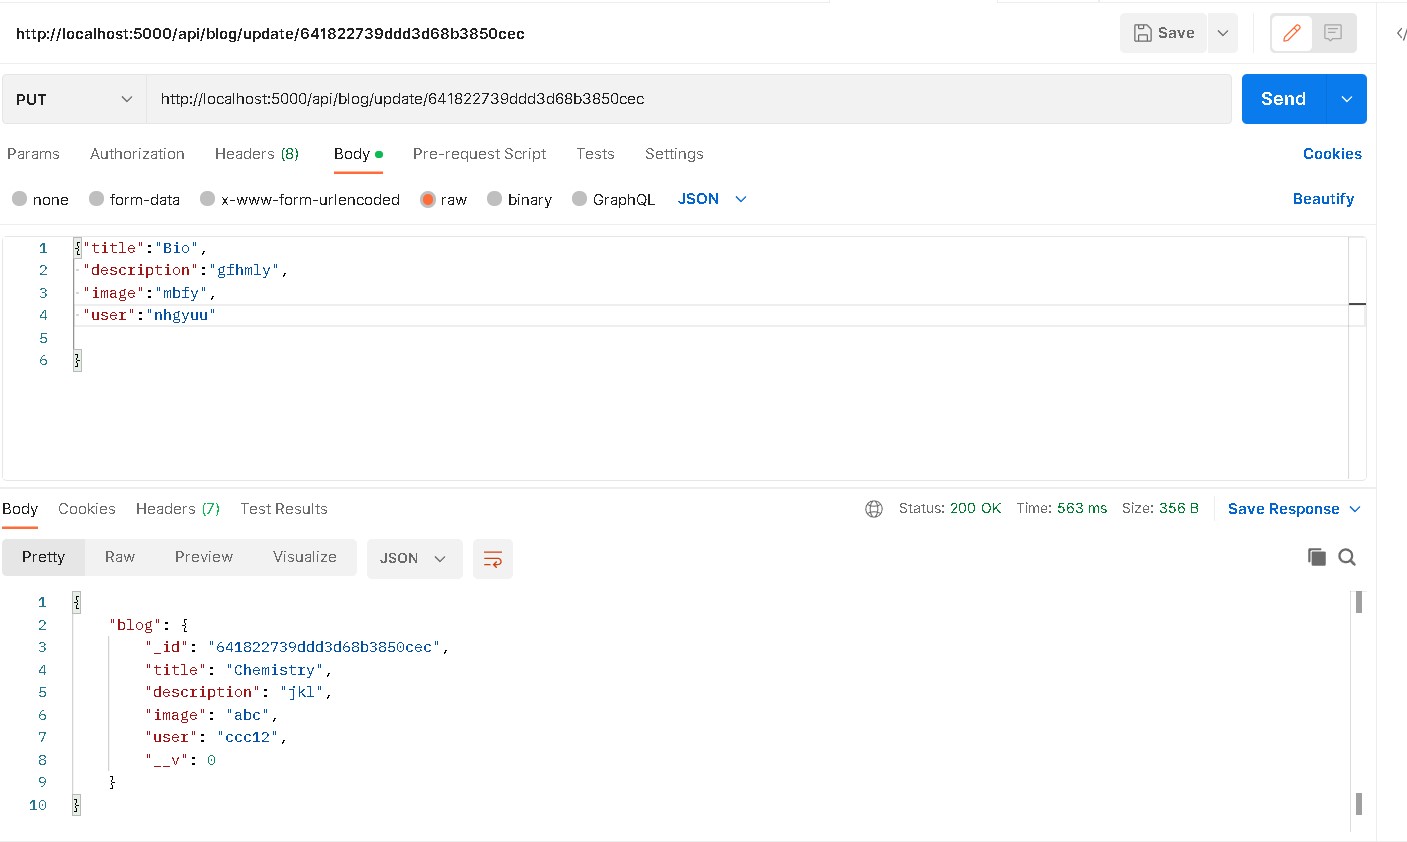 http://localhost:5000/api/blog/update/641822739ddd3d68b3850cec
Save
PUT
http://localhost:5000/api/blog/update/641822739ddd3d68b3850cec
Send
Params Authorization Headers (8) Body Pre-request Script Tests Settings Cookies
none form-data x-www-form-urlencoded raw binary GraphQL JSON Beautify
1 {"title":"Bio",
2 "description":"gfhmly",
3 "image":"mbfy",
4 "user":"nhgyuu"
5
6 }
Body Cookies Headers (7) Test Results Status: 200 OK Time: 563 ms Size: 356 B Save Response
Pretty Raw Preview Visualize JSON
1 {
2 "blog": {
3 "_id": "641822739ddd3d68b3850cec",
4 "title": "Chemistry",
5 "description": "jkl",
6 "image": "abc",
7 "user": "ccc12",
8 "__v": 0
9 }
10 }